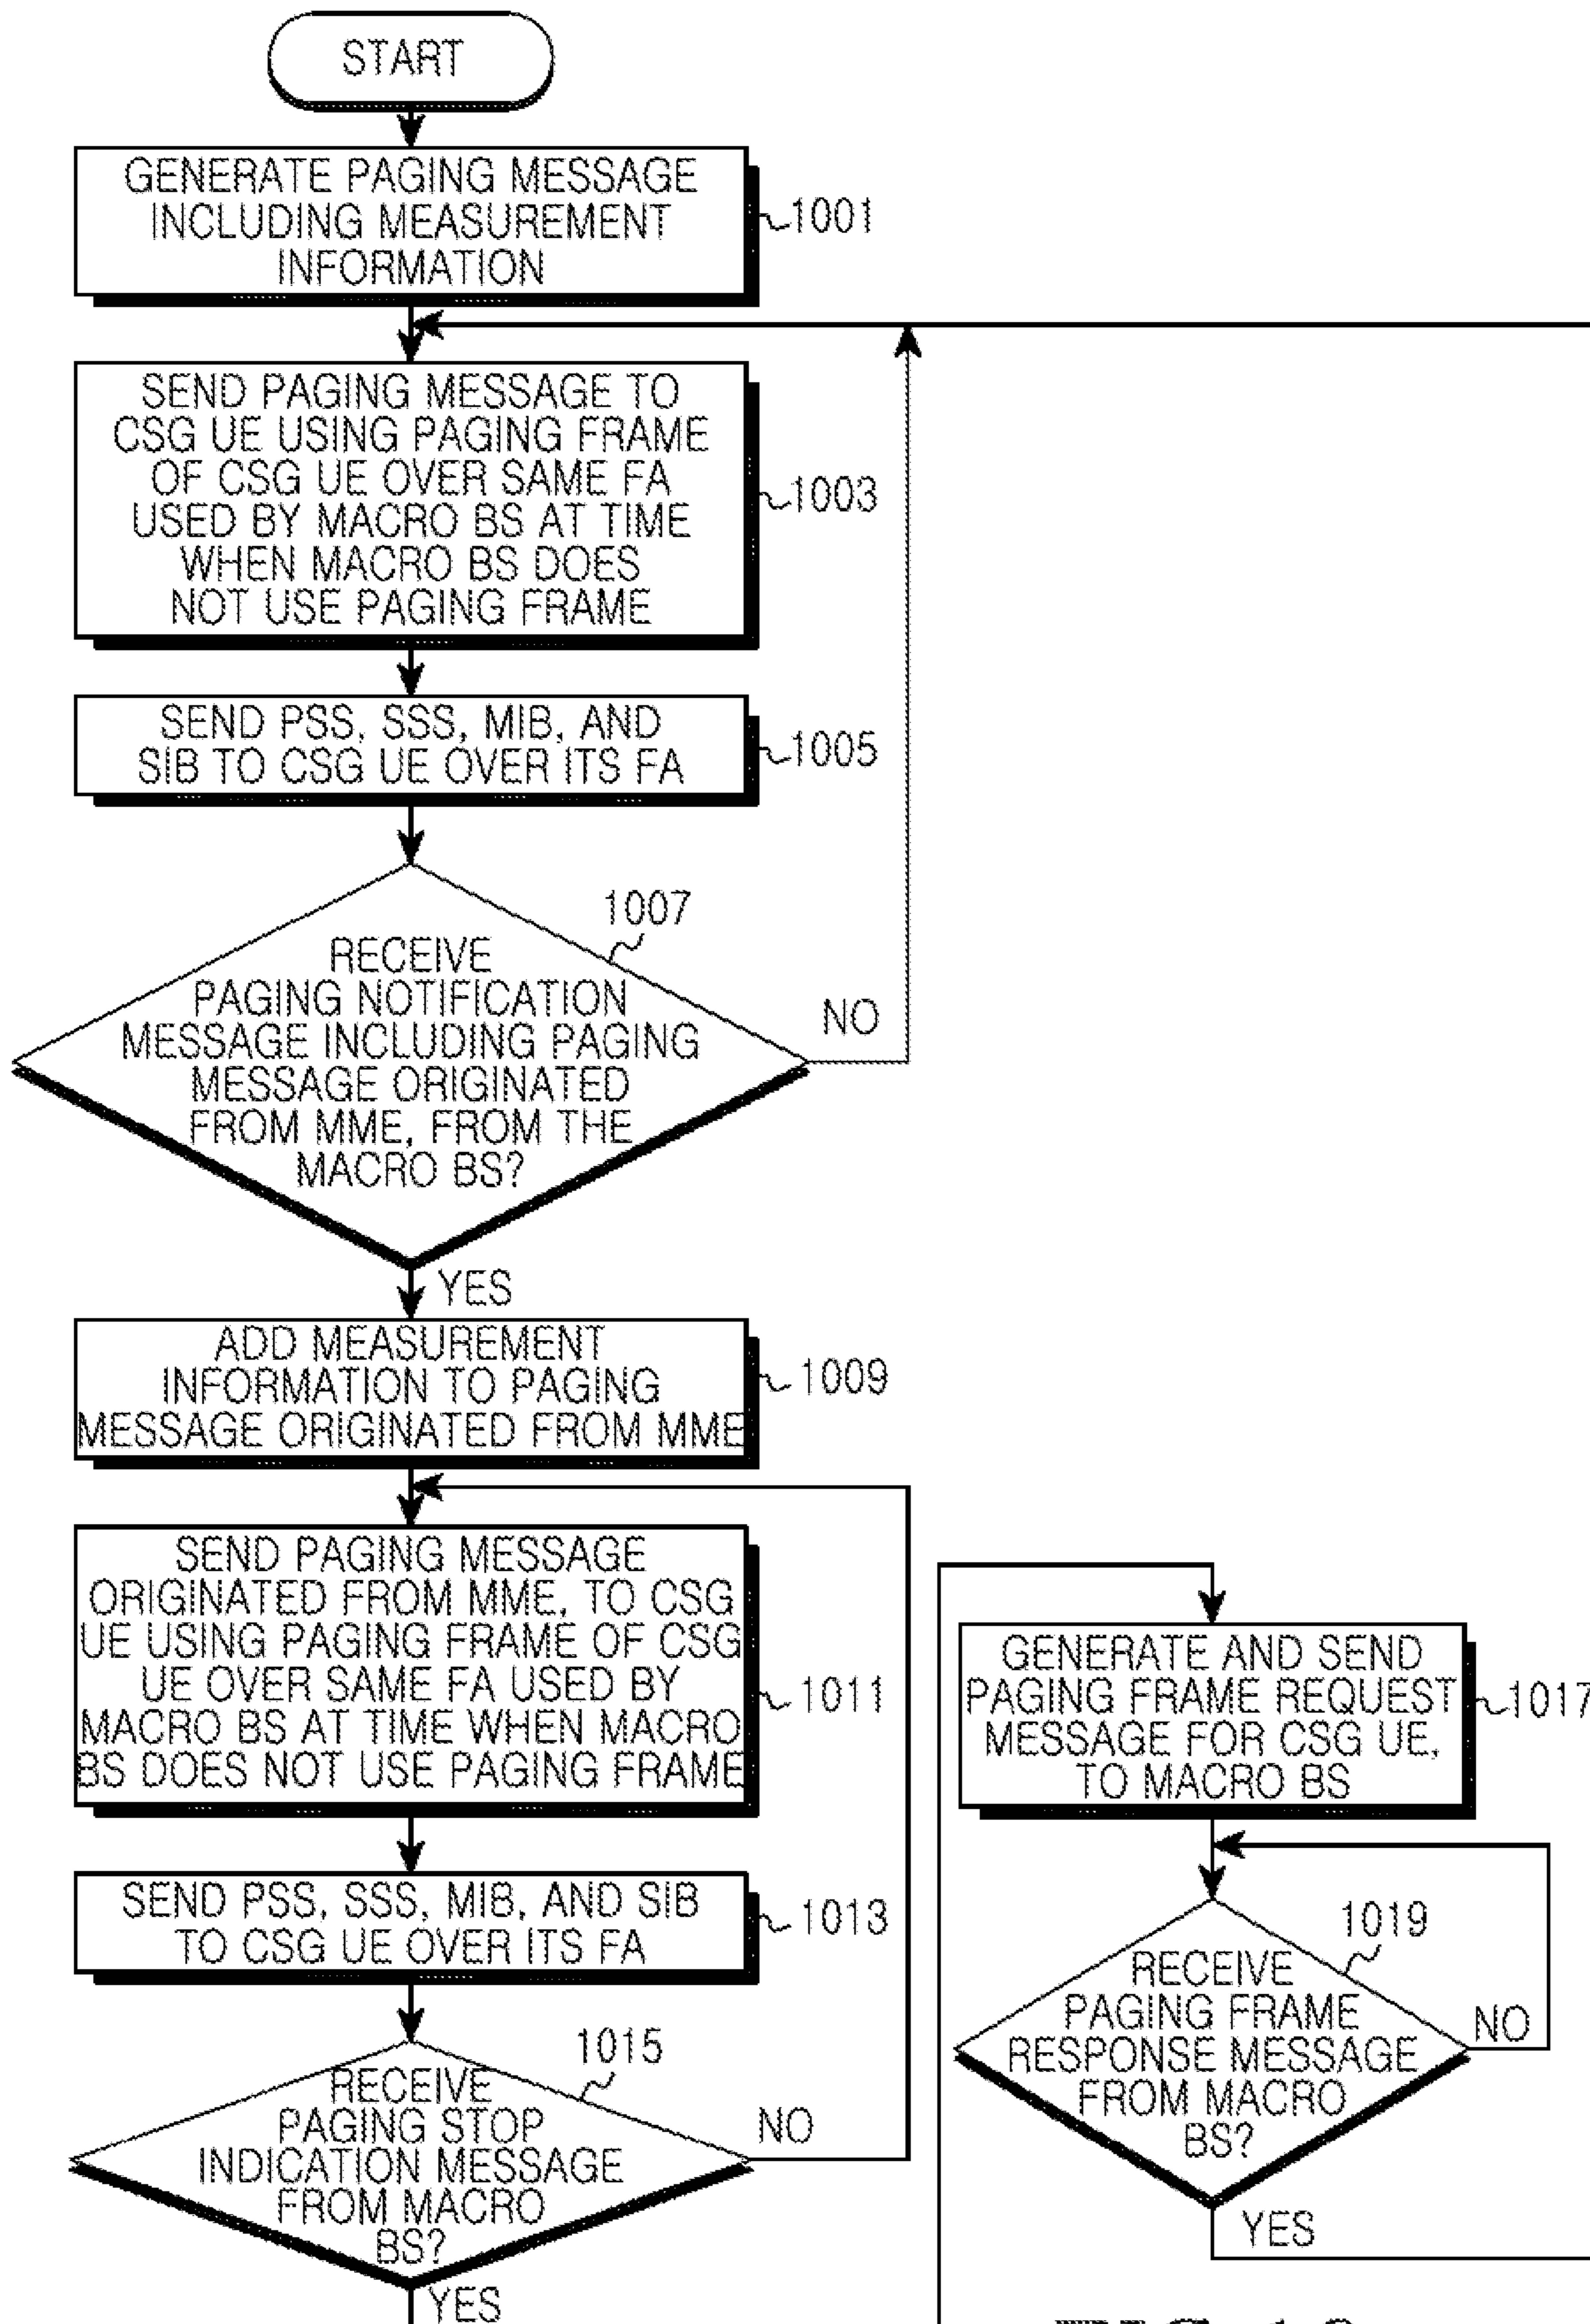 START
GENERATE PAGING MESSAGE
INCLUDING MEASUREMENT
INFORMATION
1001
SEND PAGING MESSAGE TO
CSG UE USING PAGING FRAME
OF CSG UE OVER SAME FA
USED BY MACRO BS AT TIME
WHEN MACRO BS DOES
NOT USE PAGING FRAME
1003
SEND PSS, SSS, MIB, AND
SIB TO CSG UE OVER ITS FA
1005
1007
RECEIVE
PAGING NOTIFICATION
MESSAGE INCLUDING PAGING
MESSAGE ORIGINATED
FROM MME, FROM THE
MACRO BS?
NO
YES
ADD MEASUREMENT
INFORMATION TO PAGING
MESSAGE ORIGINATED FROM MME
1009
SEND PAGING MESSAGE
ORIGINATED FROM MME, TO CSG
UE USING PAGING FRAME OF CSG
UE OVER SAME FA USED BY
MACRO BS AT TIME WHEN MACRO
BS DOES NOT USE PAGING FRAME
1011
SEND PSS, SSS, MIB, AND SIB
TO CSG UE OVER ITS FA
1013
1015
RECEIVE
PAGING STOP
INDICATION MESSAGE
FROM MACRO
BS?
NO
YES
GENERATE AND SEND
PAGING FRAME REQUEST
MESSAGE FOR CSG UE,
TO MACRO BS
1017
1019
RECEIVE
PAGING FRAME
RESPONSE MESSAGE
FROM MACRO
BS?
NO
YES